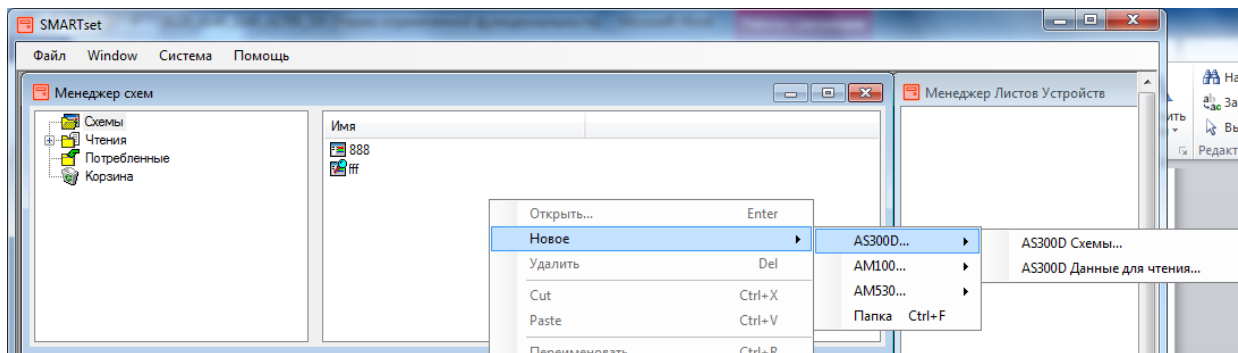 SMARTset
Файл Window Система Помощь
Менеджер схем
Менеджер Листов Устройств
Схемы
Чтения
Потребленные
Корзина
Имя
888
fff
Открыть... Enter
Новое
Удалить Del
Cut Ctrl+X
Paste Ctrl+V
Переименовать Ctrl+R
AS300D...
AM100...
AM530...
Папка Ctrl+F
AS300D Схемы...
AS300D Данные для чтения...
На
За
Вы
Редакт